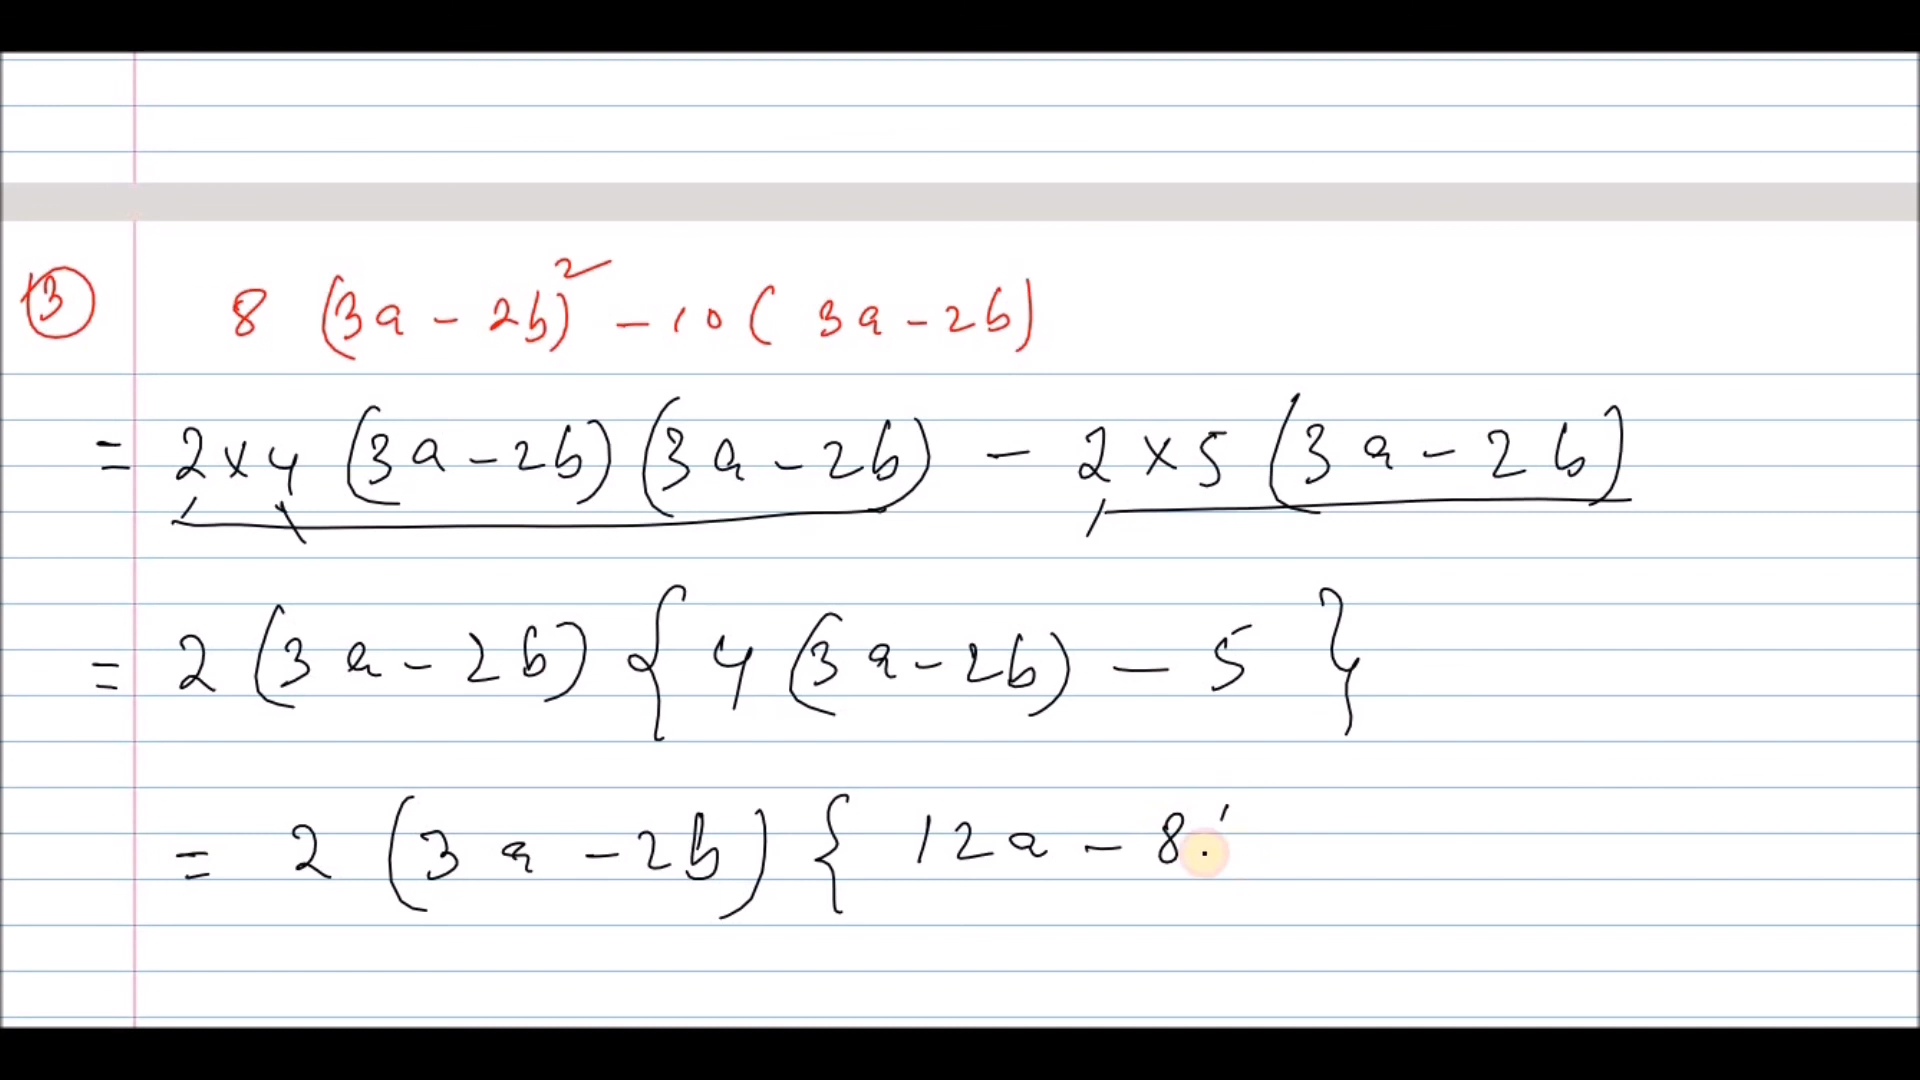 ③ 8 (3a - 2b)² - 10 (3a - 2b)
= 2 × 4 (3a - 2b) (3a - 2b) - 2 × 5 (3a - 2b)
= 2 (3a - 2b) { 4 (3a - 2b) - 5 }
= 2 (3a - 2b) { 12a - 8